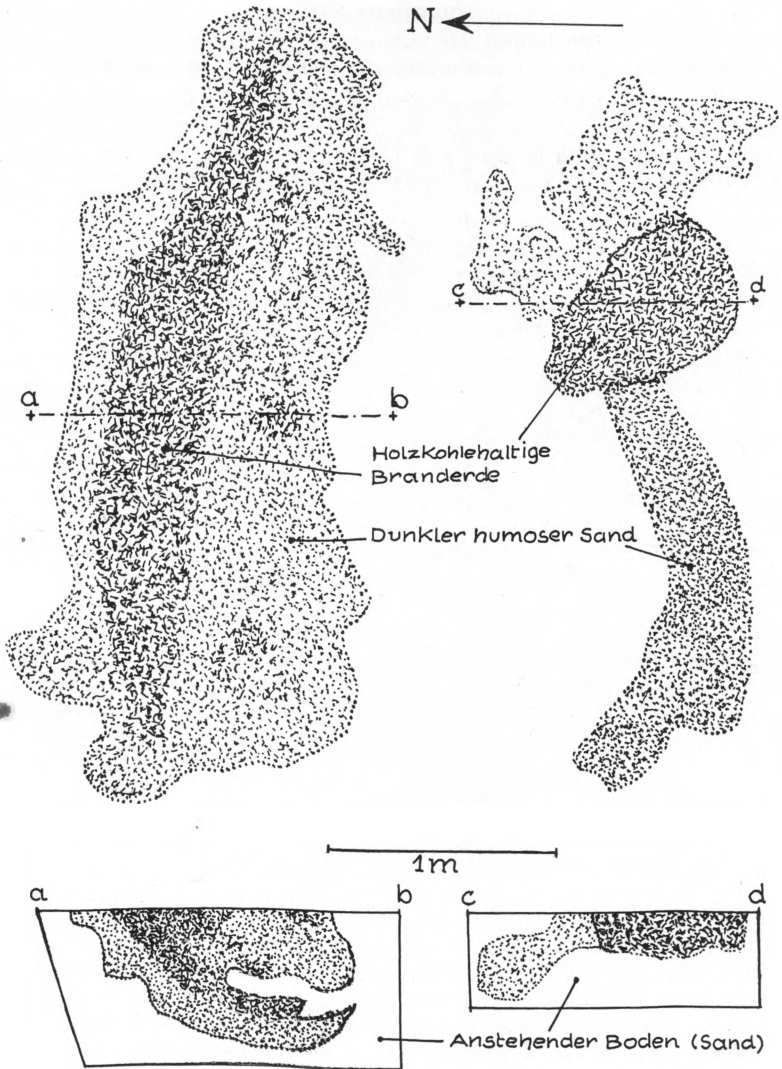 N
c d
a b
Holzkohlehaltige
Branderde
Dunkler humoser Sand
1m
a b c d
Anstehender Boden (Sand)